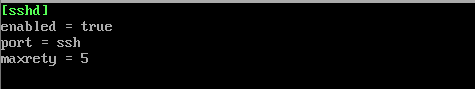 [sshd]
enabled = true
port = ssh
maxrety = 5